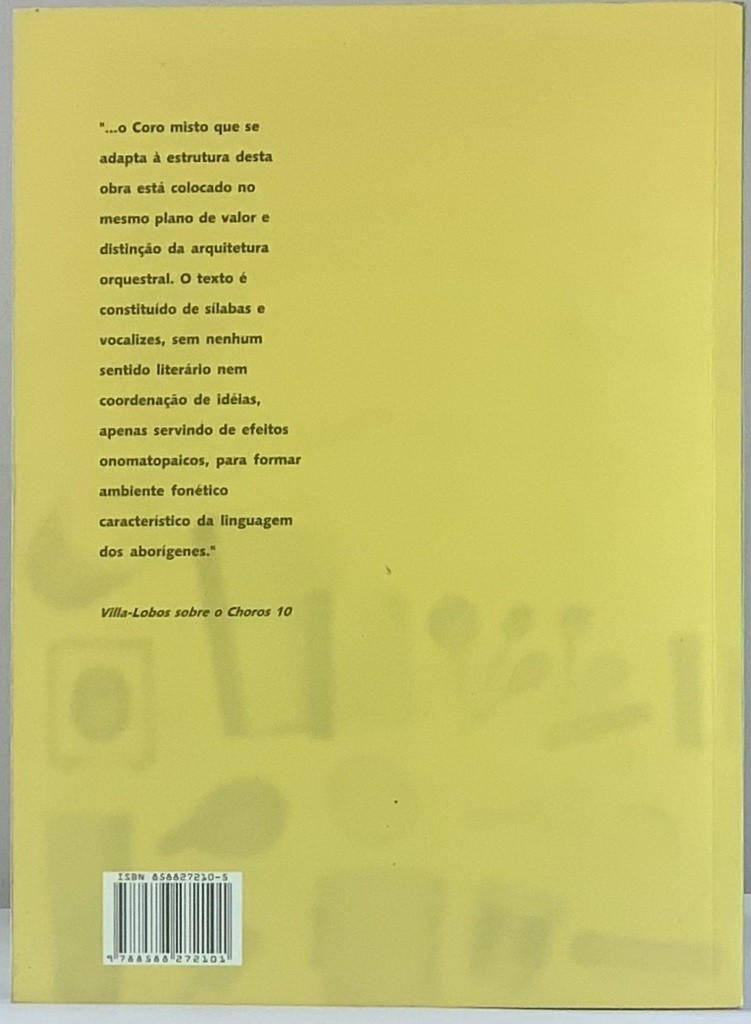 "...o Coro misto que se
adapta à estrutura desta
obra está colocado no
mesmo plano de valor e
distinção da arquitetura
orquestral. O texto é
constituído de sílabas e
vocalizes, sem nenhum
sentido literário nem
coordenação de idéias,
apenas servindo de efeitos
onomatopaicos, para formar
ambiente fonético
característico da linguagem
dos aborígenes."
Villa-Lobos sobre o Choros 10
ISBN 858827210-5
9 788588 272101